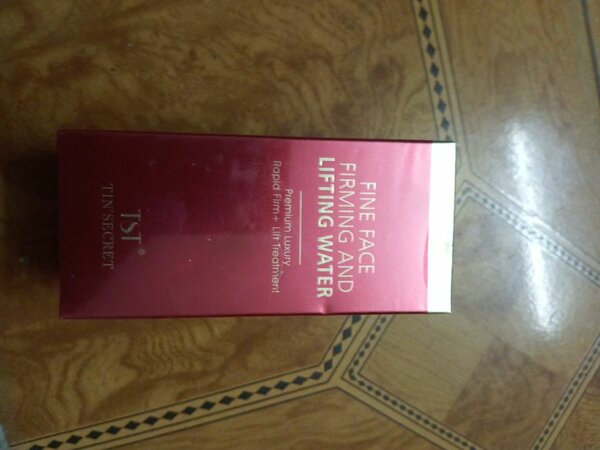 FINE FACE
FIRMING AND
LIFTING WATER
Premium Luxury
Rapid Firm+ Lift Treatment
TST®
TIN'SECRET